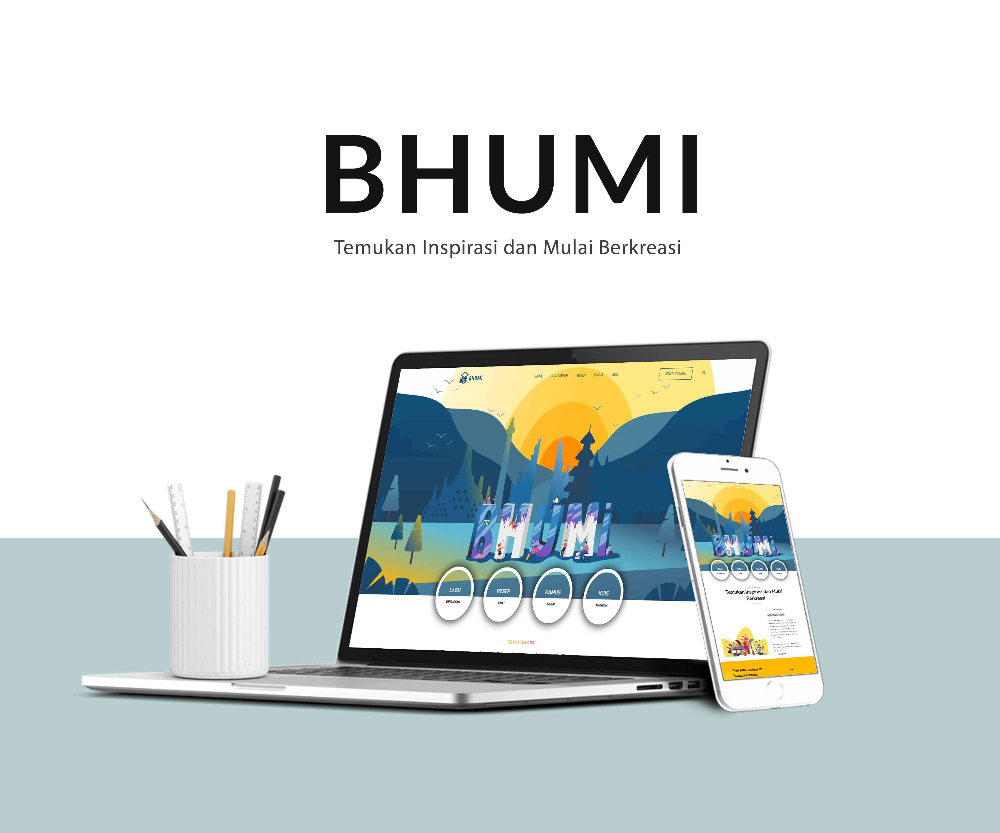 BHUMI
Temukan Inspirasi dan Mulai Berkreasi
BHUMI
HOME LAGU DAERAH RESEP KAMUS KUIS TENTANG KAMI
BHUMi
LAGU RESEP KAMUS KUIS
DENGARKAN LIHAT MULAI MAINKAN
SELAMAT DATANG
BHUMi
LAGU RESEP KAMUS KUIS
Temukan Inspirasi dan Mulai
Berkreasi
Apa Itu BHUMI?
Mari Kita Lestarikan
Budaya Daerah!